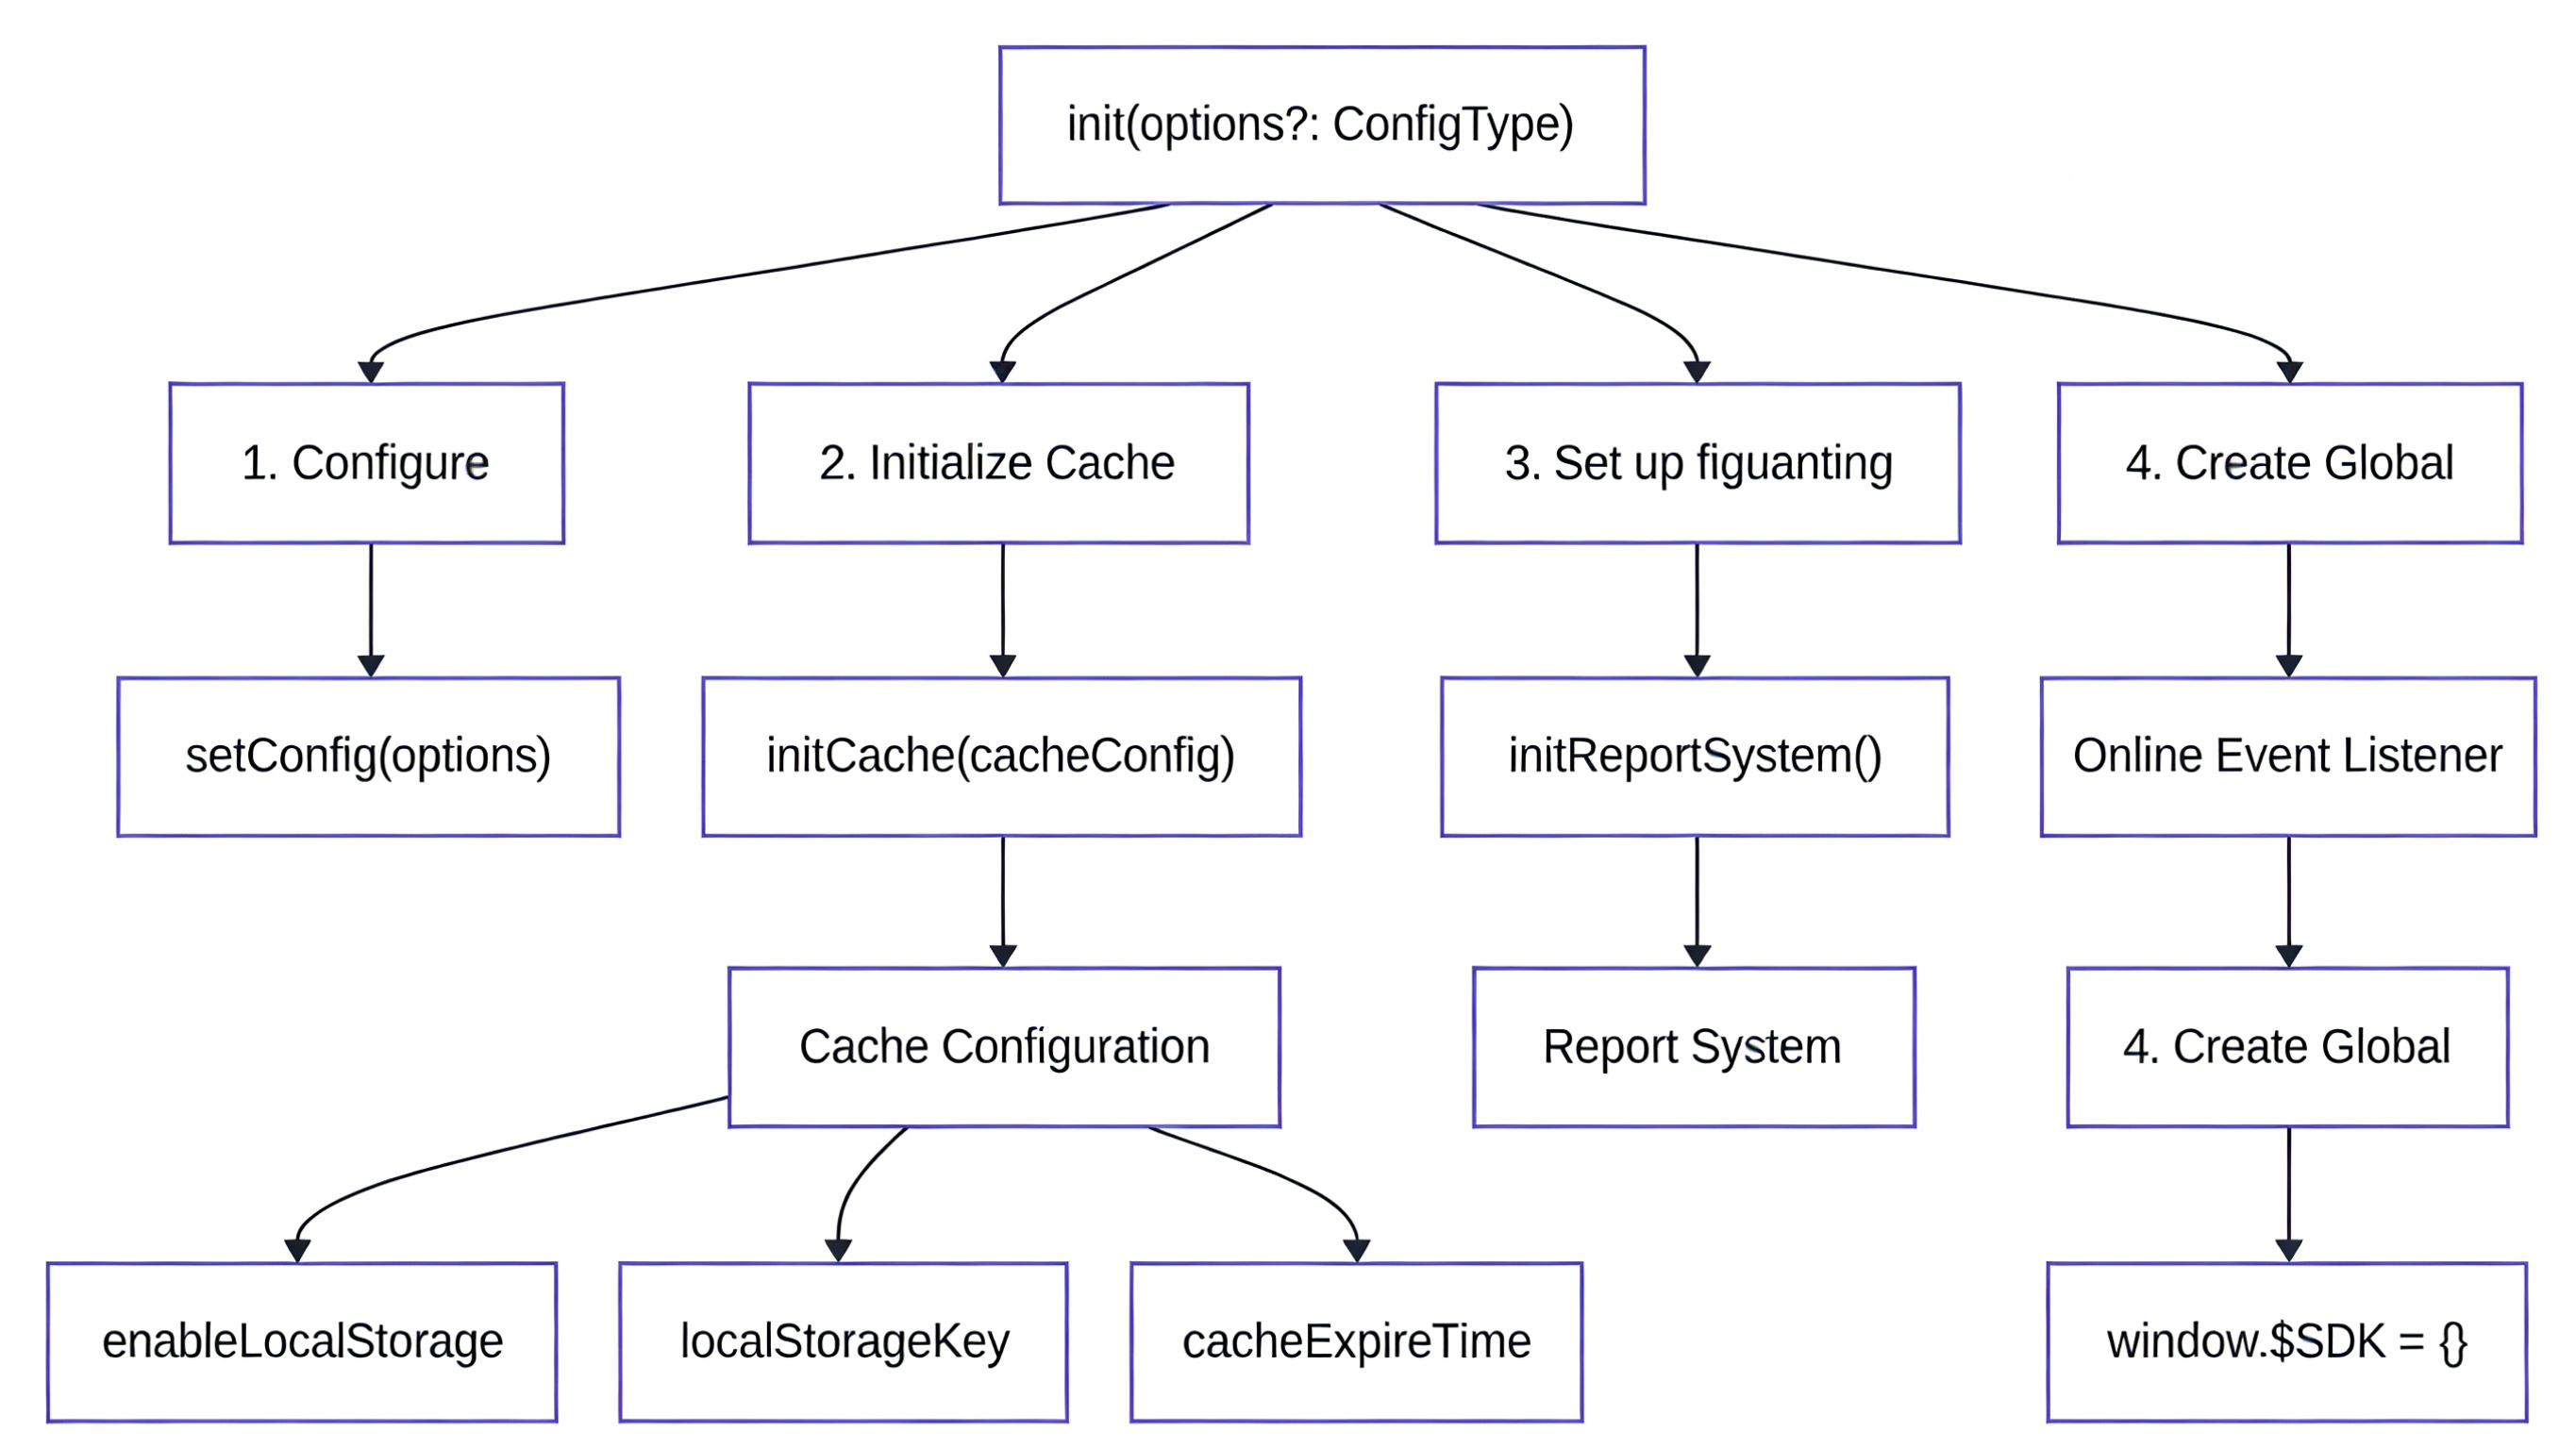 init(options?: ConfigType)
1. Configure
2. Initialize Cache
3. Set up figuanting
4. Create Global
setConfig(options)
initCache(cacheConfig)
initReportSystem()
Online Event Listener
Cache Configuration
Report System
4. Create Global
enableLocalStorage
localStorageKey
cacheExpireTime
window.$SDK = {}